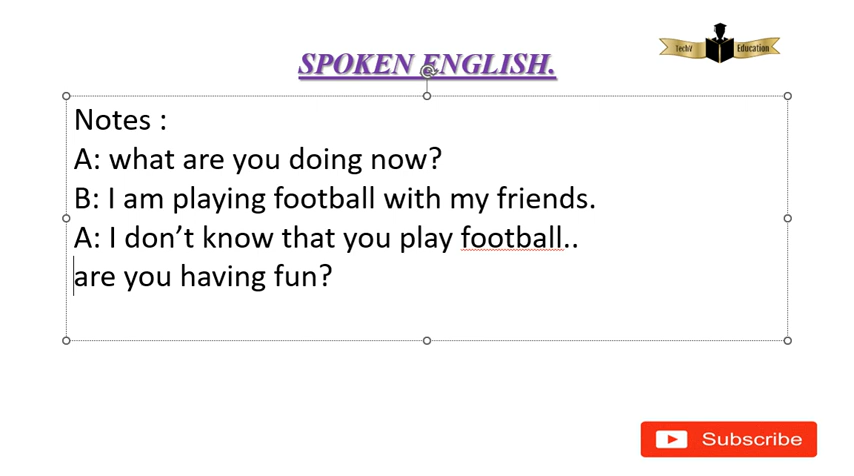 TechV Education
SPOKEN ENGLISH.
Notes :
A: what are you doing now?
B: I am playing football with my friends.
A: I don’t know that you play football..
are you having fun?
Subscribe